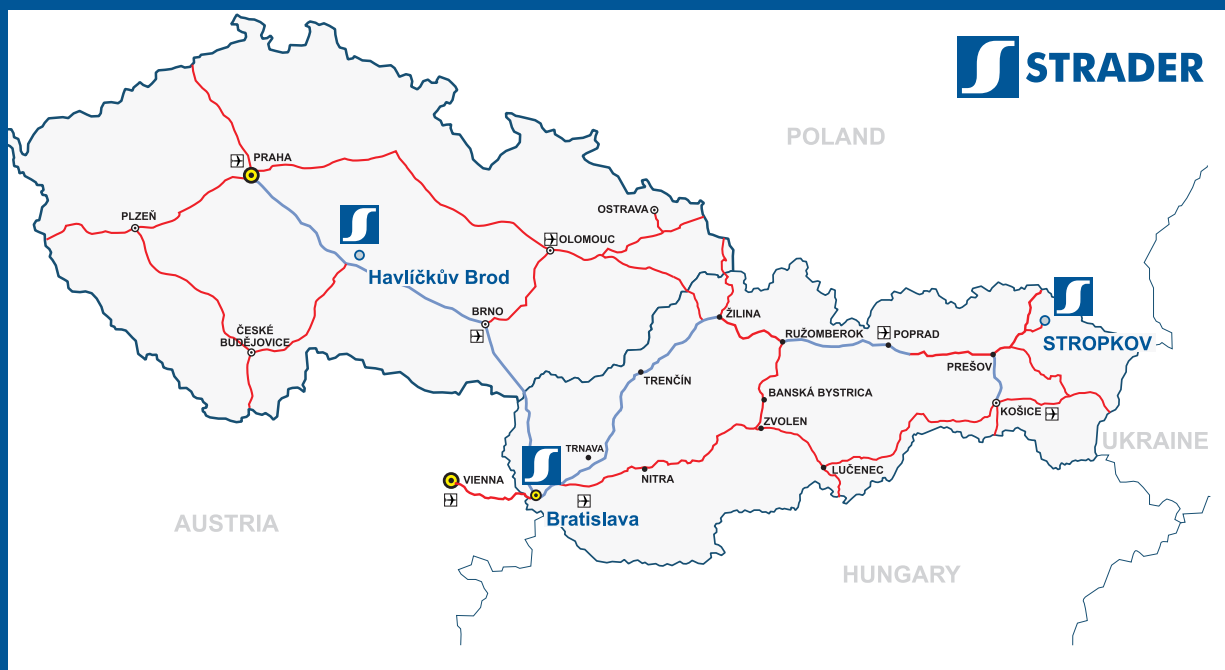 STRADER
POLAND
PRAHA
PLZEŇ
OSTRAVA
OLOMOUC
Havlíčkův Brod
BRNO
ŽILINA
RUŽOMBEROK
POPRAD
STROPKOV
ČESKÉ
BUDĚJOVICE
PREŠOV
TRENČÍN
BANSKÁ BYSTRICA
KOŠICE
ZVOLEN
UKRAINE
TRNAVA
LUČENEC
NITRA
VIENNA
Bratislava
AUSTRIA
HUNGARY